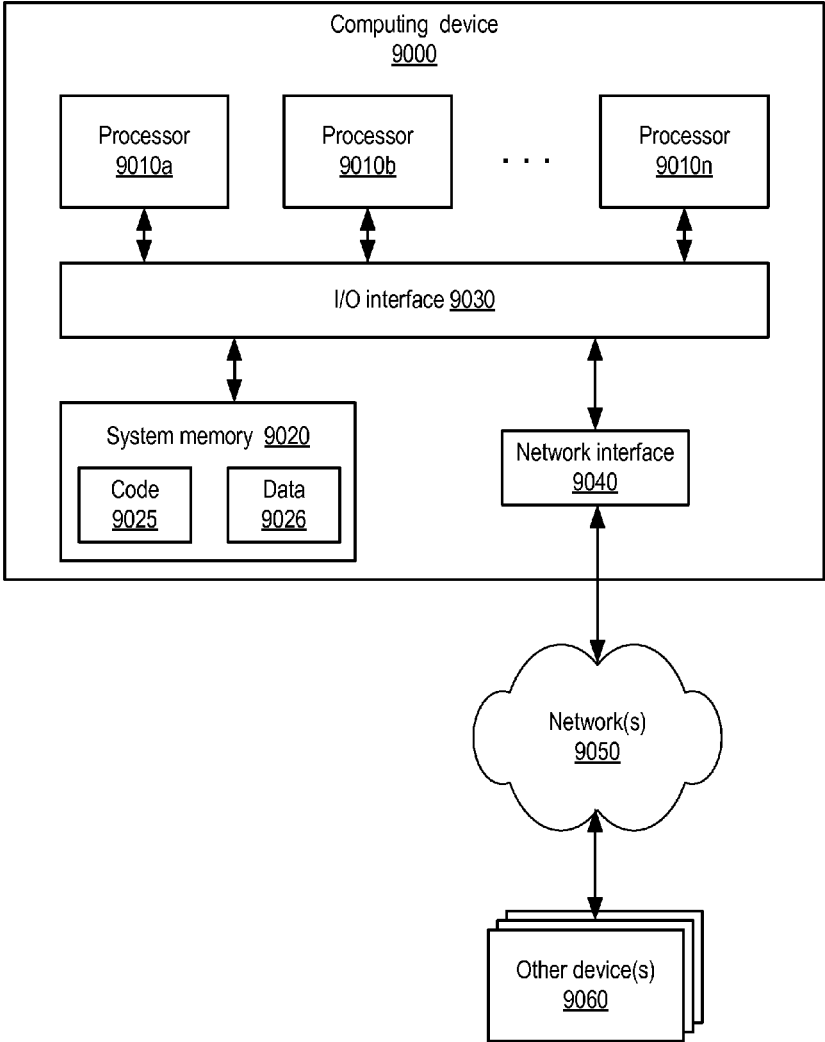 Computing device
9000
Processor
9010a
Processor
9010b
. . .
Processor
9010n
I/O interface 9030
System memory 9020
Code
9025
Data
9026
Network interface
9040
Network(s)
9050
Other device(s)
9060